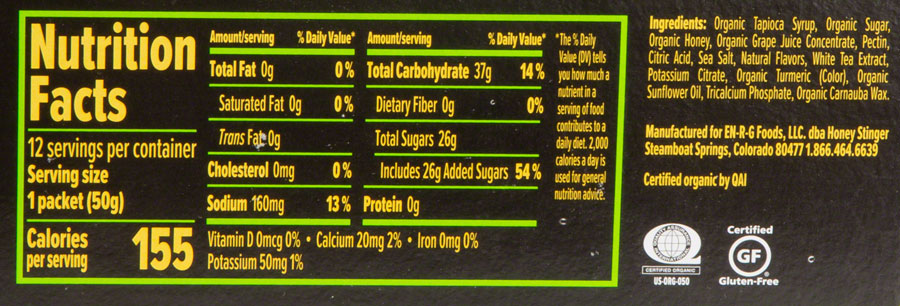 Nutrition
Facts
12 servings per container
Serving size
1 packet (50g)
Calories
per serving
155
Amount/serving % Daily Value*
Total Fat 0g 0%
Saturated Fat 0g 0%
Trans Fat 0g
Cholesterol 0mg 0%
Sodium 160mg 13%
Amount/serving % Daily Value*
Total Carbohydrate 37g 14%
Dietary Fiber 0g 0%
Total Sugars 26g
Includes 26g Added Sugars 54%
Protein 0g
Vitamin D 0mcg 0% • Calcium 20mg 2% • Iron 0mg 0%
Potassium 50mg 1%
*The % Daily
Value (DV) tells
you how much a
nutrient in a
serving of food
contributes to a
daily diet. 2,000
calories a day is
used for general
nutrition advice.
Ingredients: Organic Tapioca Syrup, Organic Sugar,
Organic Honey, Organic Grape Juice Concentrate, Pectin,
Citric Acid, Sea Salt, Natural Flavors, White Tea Extract,
Potassium Citrate, Organic Turmeric (Color), Organic
Sunflower Oil, Tricalcium Phosphate, Organic Carnauba Wax.
Manufactured for EN-R-G Foods, LLC. dba Honey Stinger
Steamboat Springs, Colorado 80477 1.866.464.6639
Certified organic by QAI
QUALITY ASSURANCE
INTERNATIONAL
CERTIFIED ORGANIC
US-ORG-050
Certified
GF
Gluten-Free